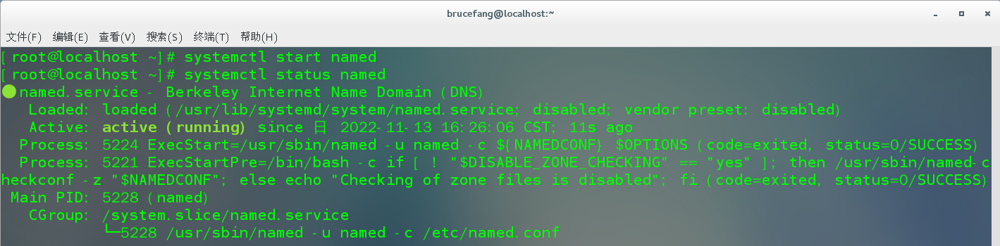 brucefang@localhost:~
文件(F) 编辑(E) 查看(V) 搜索(S) 终端(T) 帮助(H)
[root@localhost ~]# systemctl start named
[root@localhost ~]# systemctl status named
● named.service - Berkeley Internet Name Domain (DNS)
Loaded: loaded (/usr/lib/systemd/system/named.service; disabled; vendor preset: disabled)
Active: active (running) since 日 2022-11-13 16:26:06 CST; 11s ago
Process: 5224 ExecStart=/usr/sbin/named -u named -c ${NAMEDCONF} $OPTIONS (code=exited, status=0/SUCCESS)
Process: 5221 ExecStartPre=/bin/bash -c if [ ! "$DISABLE_ZONE_CHECKING" == "yes" ]; then /usr/sbin/named-c
heckconf -z "$NAMEDCONF"; else echo "Checking of zone files is disabled"; fi (code=exited, status=0/SUCCESS)
Main PID: 5228 (named)
CGroup: /system.slice/named.service
└─5228 /usr/sbin/named -u named -c /etc/named.conf